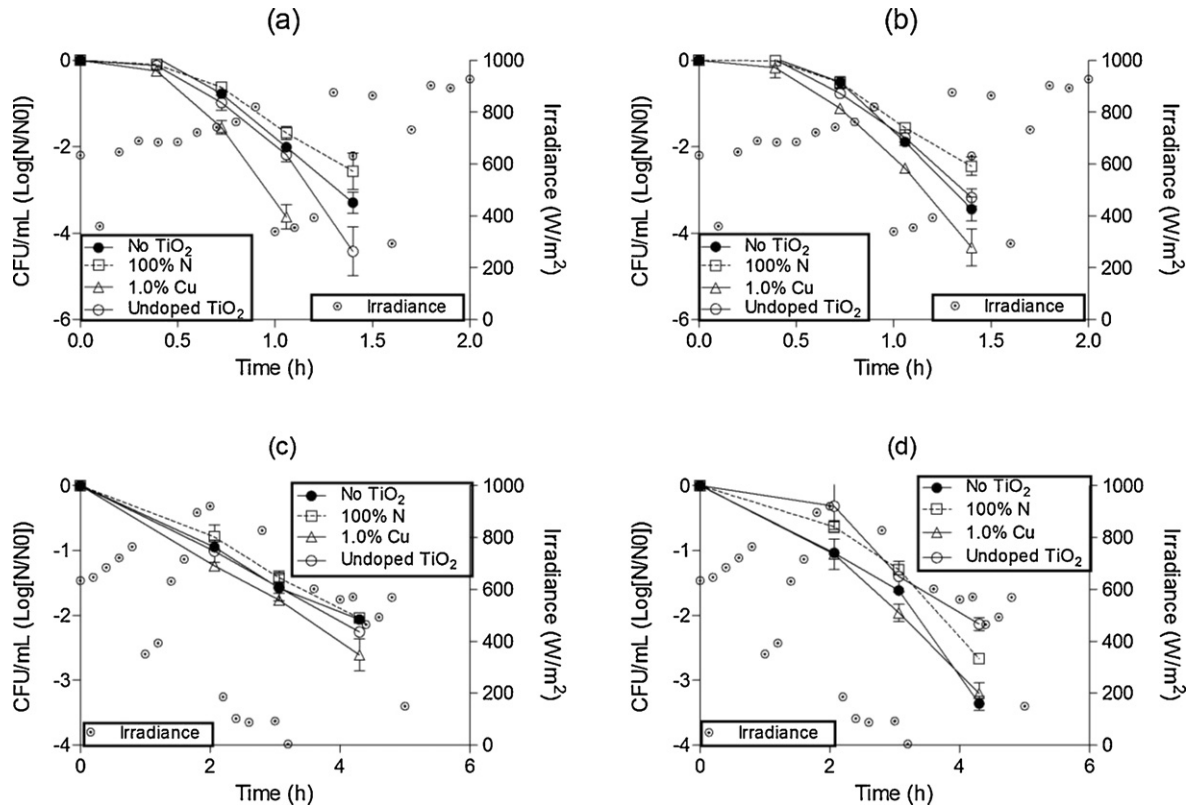 (a)
0
-2
-4
-6
CFU/mL (Log[N/N0])
No TiO2
100% N
1.0% Cu
Undoped TiO2
Irradiance
1000
800
600
400
200
0
Irradiance (W/m2)
0.0 0.5 1.0 1.5 2.0
Time (h)
(b)
0
-2
-4
-6
CFU/mL (Log[N/N0])
No TiO2
100% N
1.0% Cu
Undoped TiO2
Irradiance
1000
800
600
400
200
0
Irradiance (W/m2)
0.0 0.5 1.0 1.5 2.0
Time (h)
(c)
0
-1
-2
-3
-4
CFU/mL (Log[N/N0])
No TiO2
100% N
1.0% Cu
Undoped TiO2
Irradiance
1000
800
600
400
200
0
Irradiance (W/m2)
0 2 4 6
Time (h)
(d)
0
-1
-2
-3
-4
CFU/mL (Log[N/N0])
No TiO2
100% N
1.0% Cu
Undoped TiO2
Irradiance
1000
800
600
400
200
0
Irradiance (W/m2)
0 2 4 6
Time (h)